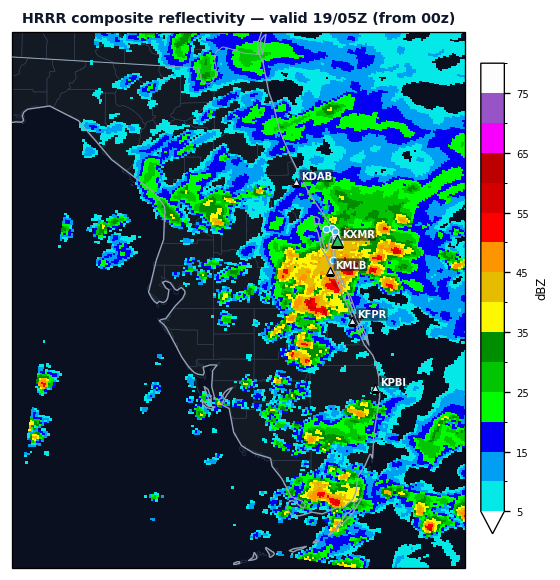 HRRR composite reflectivity — valid 19/05Z (from 00z)
KDAB
KXMR
KMLB
KFPR
KPBI
75
65
55
45
35
25
15
5
dBZ